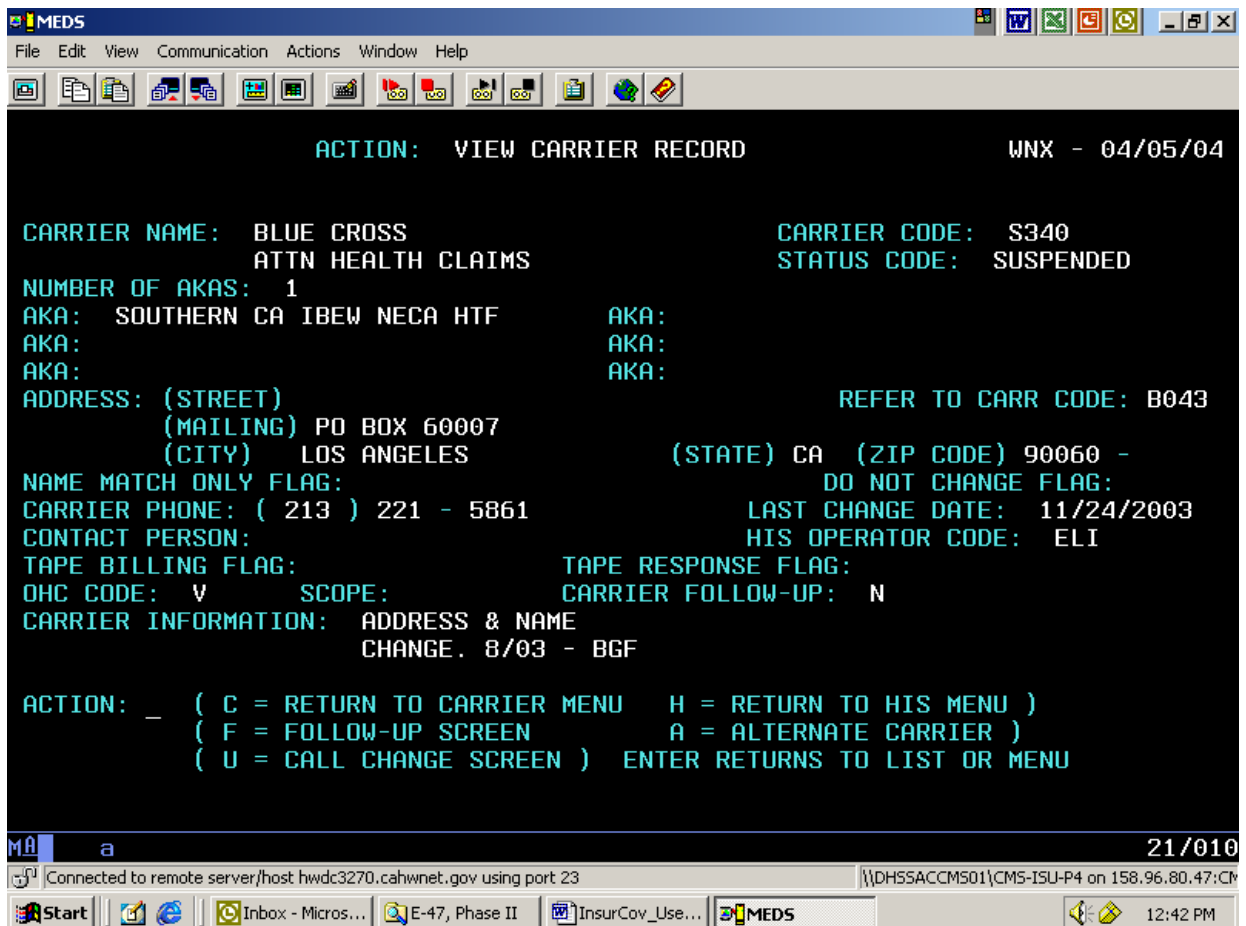 MEDS
File Edit View Communication Actions Window Help
ACTION: VIEW CARRIER RECORD WNX - 04/05/04
CARRIER NAME: BLUE CROSS CARRIER CODE: S340
ATTN HEALTH CLAIMS STATUS CODE: SUSPENDED
NUMBER OF AKAS: 1
AKA: SOUTHERN CA IBEW NECA HTF AKA:
AKA: AKA:
AKA: AKA:
ADDRESS: (STREET) REFER TO CARR CODE: B043
(MAILING) PO BOX 60007
(CITY) LOS ANGELES (STATE) CA (ZIP CODE) 90060 -
NAME MATCH ONLY FLAG: DO NOT CHANGE FLAG:
CARRIER PHONE: ( 213 ) 221 - 5861 LAST CHANGE DATE: 11/24/2003
CONTACT PERSON: HIS OPERATOR CODE: ELI
TAPE BILLING FLAG: TAPE RESPONSE FLAG:
OHC CODE: V SCOPE: CARRIER FOLLOW-UP: N
CARRIER INFORMATION: ADDRESS & NAME
CHANGE. 8/03 - BGF
ACTION: _ ( C = RETURN TO CARRIER MENU H = RETURN TO HIS MENU )
( F = FOLLOW-UP SCREEN A = ALTERNATE CARRIER )
( U = CALL CHANGE SCREEN ) ENTER RETURNS TO LIST OR MENU
MA a 21/010
Connected to remote server/host hwdc3270.cahwnet.gov using port 23 \\DHSSACCMS01\CMS-ISU-P4 on 158.96.80.47:CM
Start Inbox - Micros... E-47, Phase II InsurCov_Use... MEDS 12:42 PM